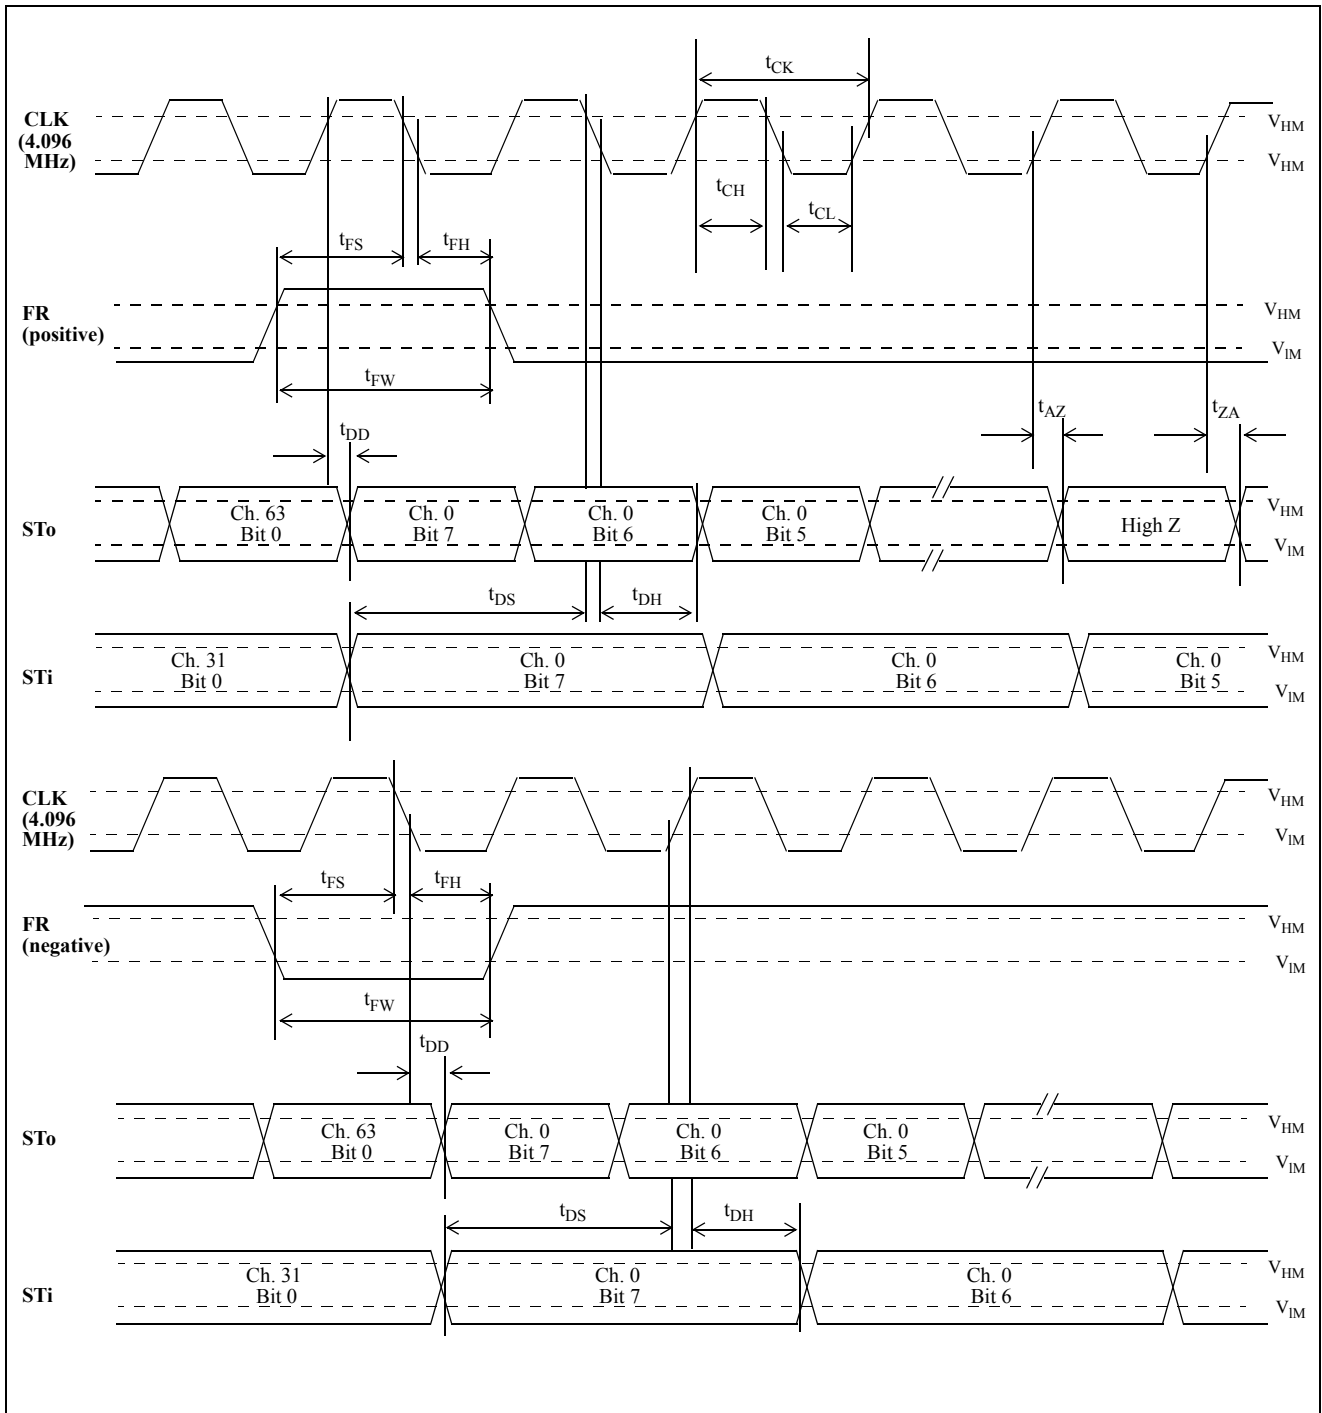 tCK
CLK
(4.096
MHz)
VHM
VHM
tCH
tCL
tFS
tFH
FR
(positive)
VHM
VIM
tFW
tAZ
tZA
tDD
STo
Ch. 63
Bit 0
Ch. 0
Bit 7
Ch. 0
Bit 6
Ch. 0
Bit 5
High Z
VHM
VIM
tDS
tDH
STi
Ch. 31
Bit 0
Ch. 0
Bit 7
Ch. 0
Bit 6
Ch. 0
Bit 5
VHM
VIM
CLK
(4.096
MHz)
VHM
VIM
tFS
tFH
FR
(negative)
VHM
VIM
tFW
tDD
STo
Ch. 63
Bit 0
Ch. 0
Bit 7
Ch. 0
Bit 6
Ch. 0
Bit 5
VHM
VIM
tDS
tDH
STi
Ch. 31
Bit 0
Ch. 0
Bit 7
Ch. 0
Bit 6
VHM
VIM